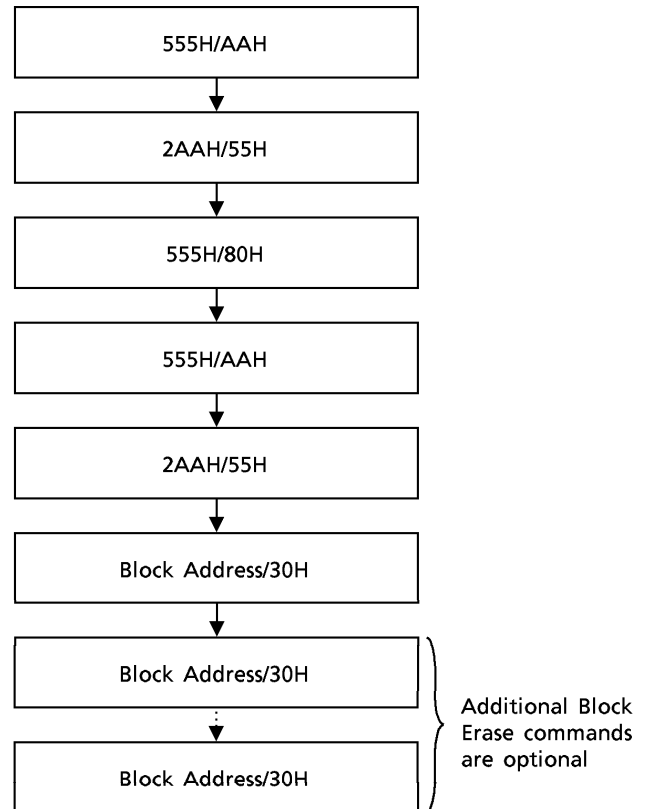 555H/AAH
2AAH/55H
555H/80H
555H/AAH
2AAH/55H
Block Address/30H
Block Address/30H
Additional Block
Erase commands
are optional
Block Address/30H